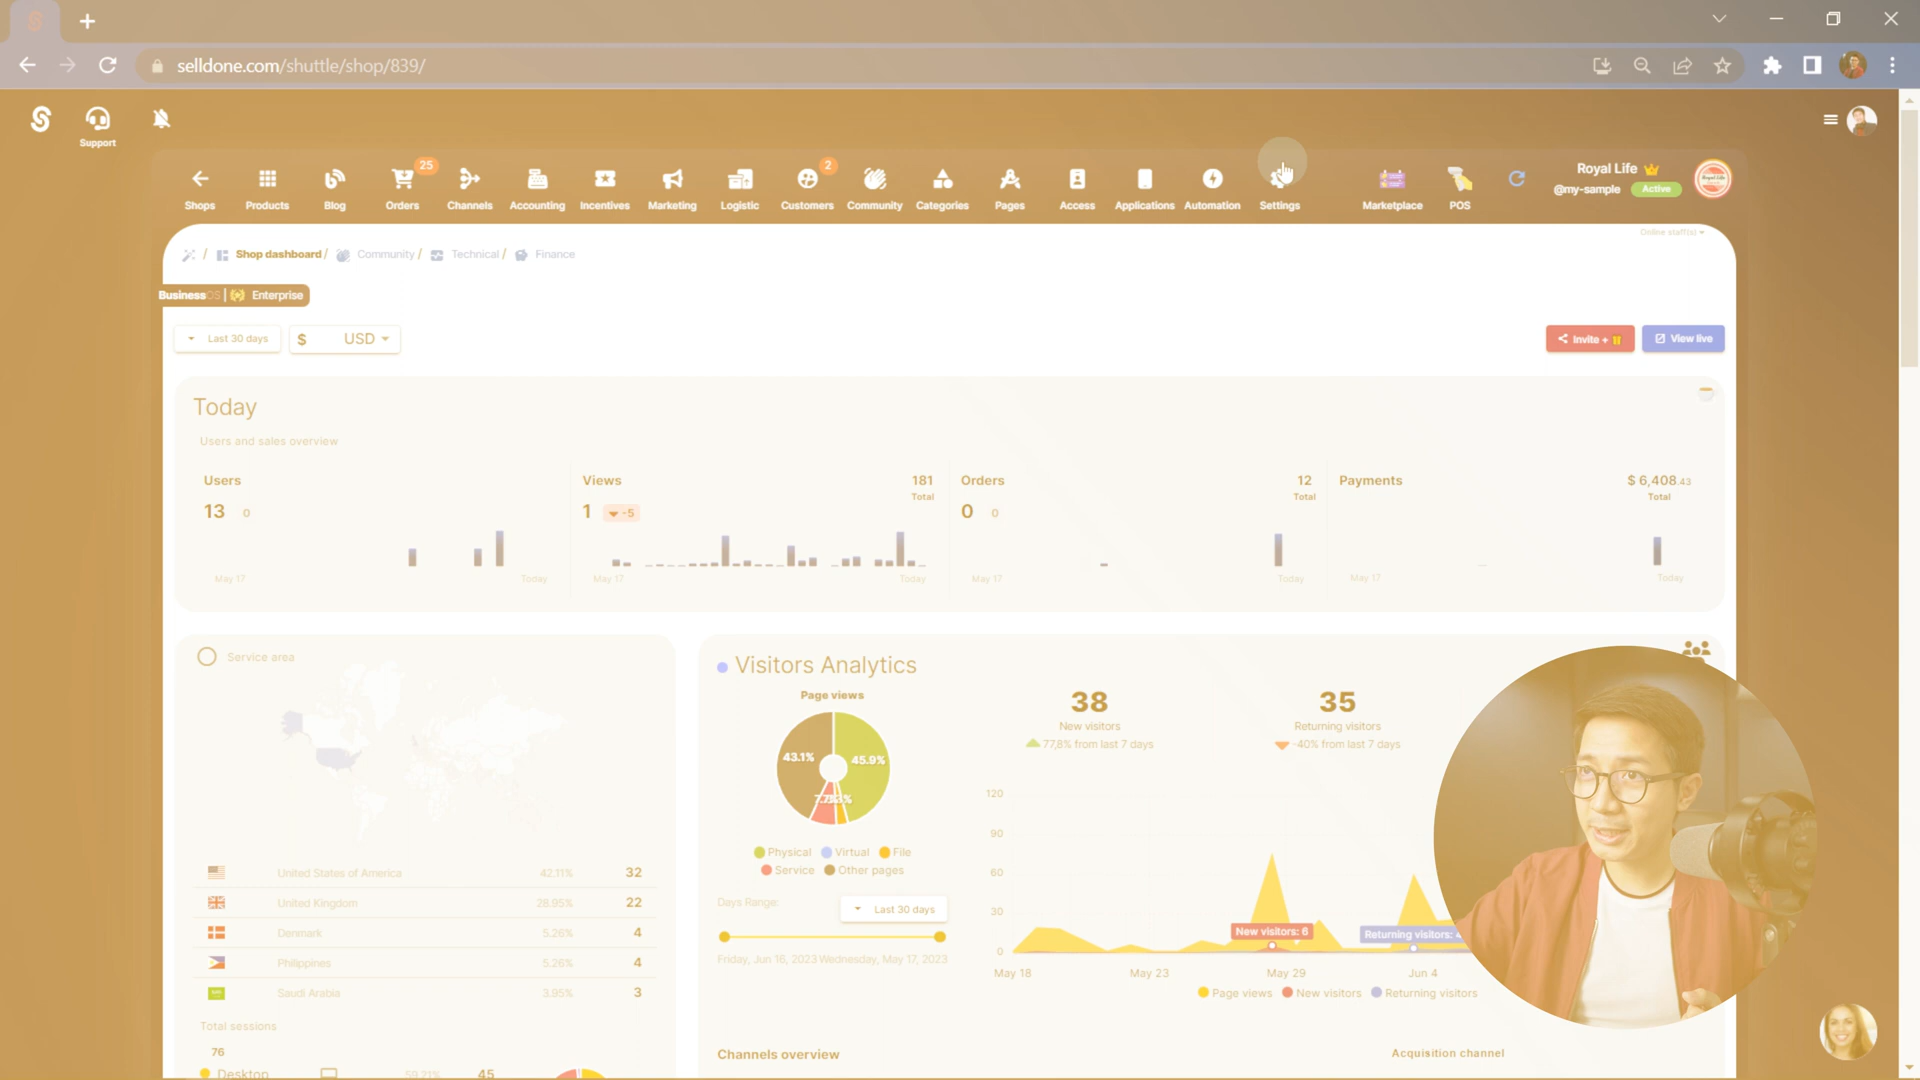 selldone.com/shuttle/shop/839/
Support
25
2
Shops
Products
Blog
Orders
Channels
Accounting
Incentives
Marketing
Logistic
Customers
Community
Categories
Pages
Access
Applications
Automation
Settings
Marketplace
POS
Royal Life
@my-sample
Active
Online staff(s)
/ Shop dashboard / Community / Technical / Finance
BusinessOS | Enterprise
Last 30 days
$ USD
Invite +
View live
Today
Users and sales overview
Users
13 0
May 17 Today
Views 181
Total
1 -5
May 17 Today
Orders 12
Total
0 0
May 17 Today
Payments $ 6,408.43
Total
May 17 Today
Service area
United States of America 42.11% 32
United Kingdom 28.95% 22
Denmark 5.26% 4
Philippines 5.26% 4
Saudi Arabia 3.95% 3
Total sessions
76
Desktop 59.21% 45
Visitors Analytics
Page views
43.1% 45.9%
Physical Virtual File
Service Other pages
Days Range:
Last 30 days
Friday, Jun 16, 2023 Wednesday, May 17, 2023
38
New visitors
77.8% from last 7 days
35
Returning visitors
-40% from last 7 days
120
90
60
30
0
New visitors: 6
Returning visitors:
May 18 May 23 May 29 Jun 4
Page views New visitors Returning visitors
Channels overview
Acquisition channel